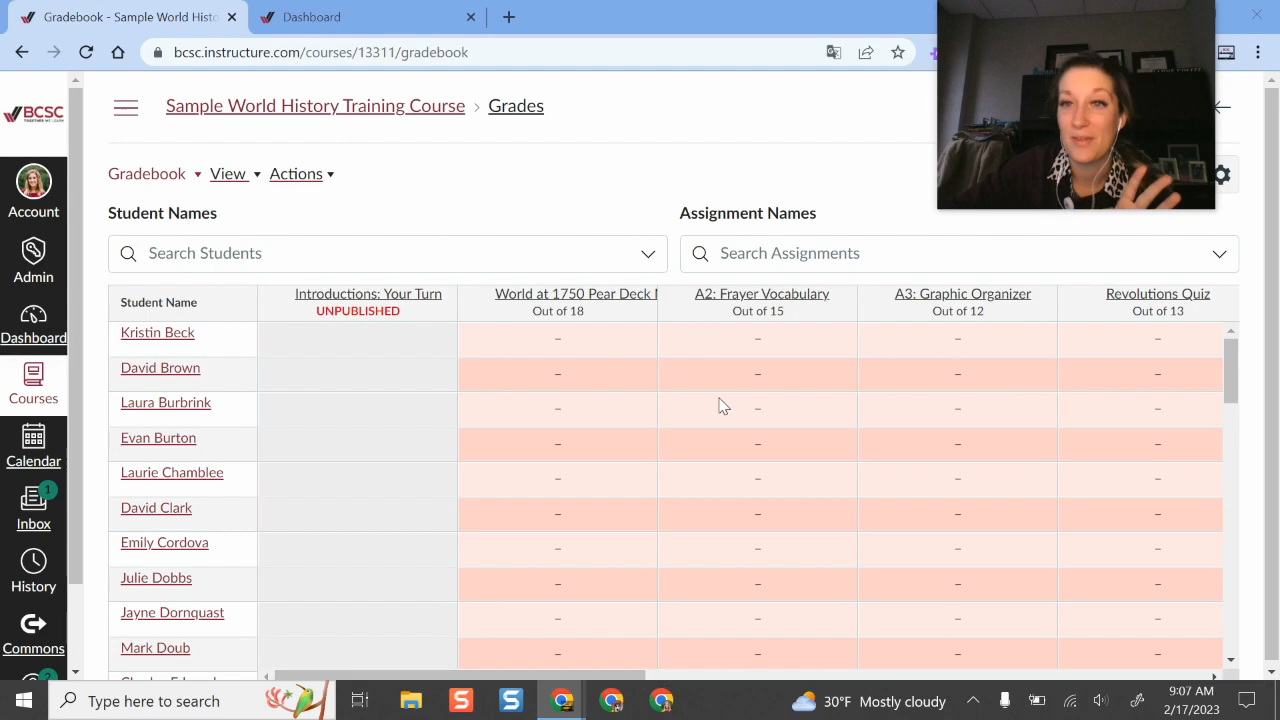 Gradebook - Sample World Histo
Dashboard
bcsc.instructure.com/courses/13311/gradebook
BCSC
Sample World History Training Course > Grades
Gradebook View Actions
Account
Student Names
Assignment Names
Search Students
Search Assignments
Admin
Student Name
Introductions: Your Turn
UNPUBLISHED
World at 1750 Pear Deck
Out of 18
A2: Frayer Vocabulary
Out of 15
A3: Graphic Organizer
Out of 12
Revolutions Quiz
Out of 13
Dashboard
Courses
Calendar
1
Inbox
History
Commons
2
Kristin Beck – – – –
David Brown – – – –
Laura Burbrink – – – –
Evan Burton – – – –
Laurie Chamblee – – – –
David Clark – – – –
Emily Cordova – – – –
Julie Dobbs – – – –
Jayne Dornquast – – – –
Mark Doub – – – –
Type here to search
30°F Mostly cloudy
9:07 AM
2/17/2023